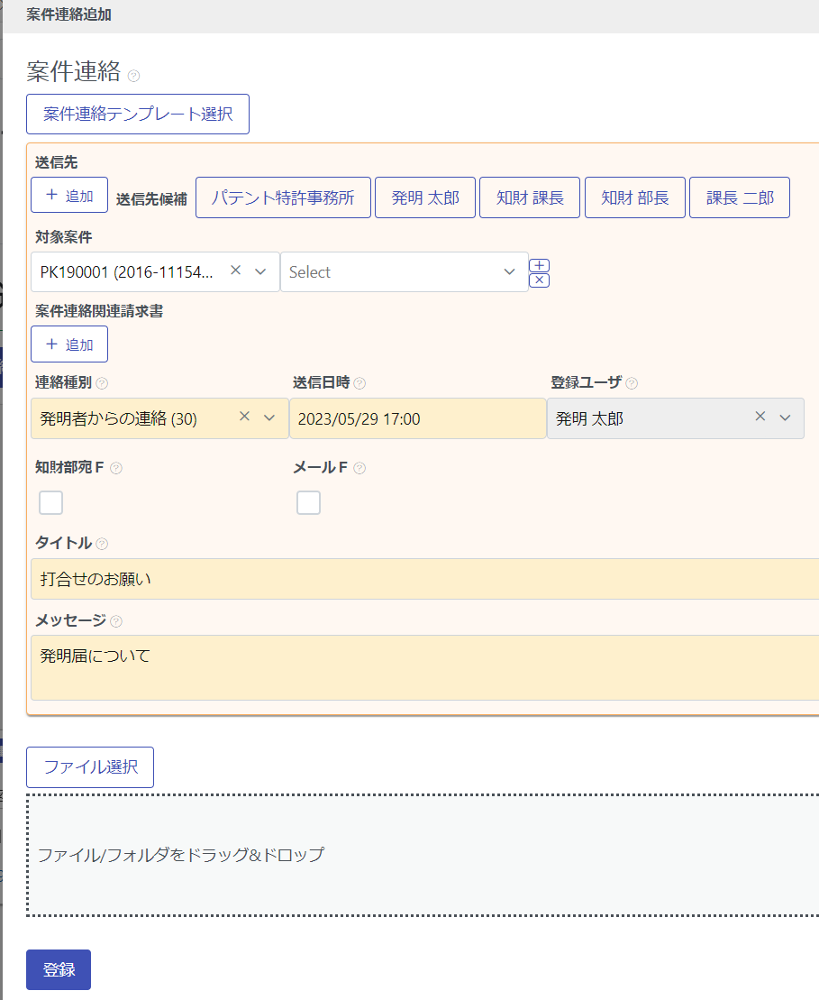 案件連絡追加
案件連絡
案件連絡テンプレート選択
送信先
+ 追加 送信先候補 パテント特許事務所 発明 太郎 知財 課長 知財 部長 課長 二郎
対象案件
PK190001 (2016-11154... Select
案件連絡関連請求書
+ 追加
連絡種別 送信日時 登録ユーザ
発明者からの連絡 (30) 2023/05/29 17:00 発明 太郎
知財部宛F メールF
タイトル
打合せのお願い
メッセージ
発明届について
ファイル選択
ファイル/フォルダをドラッグ&ドロップ
登録